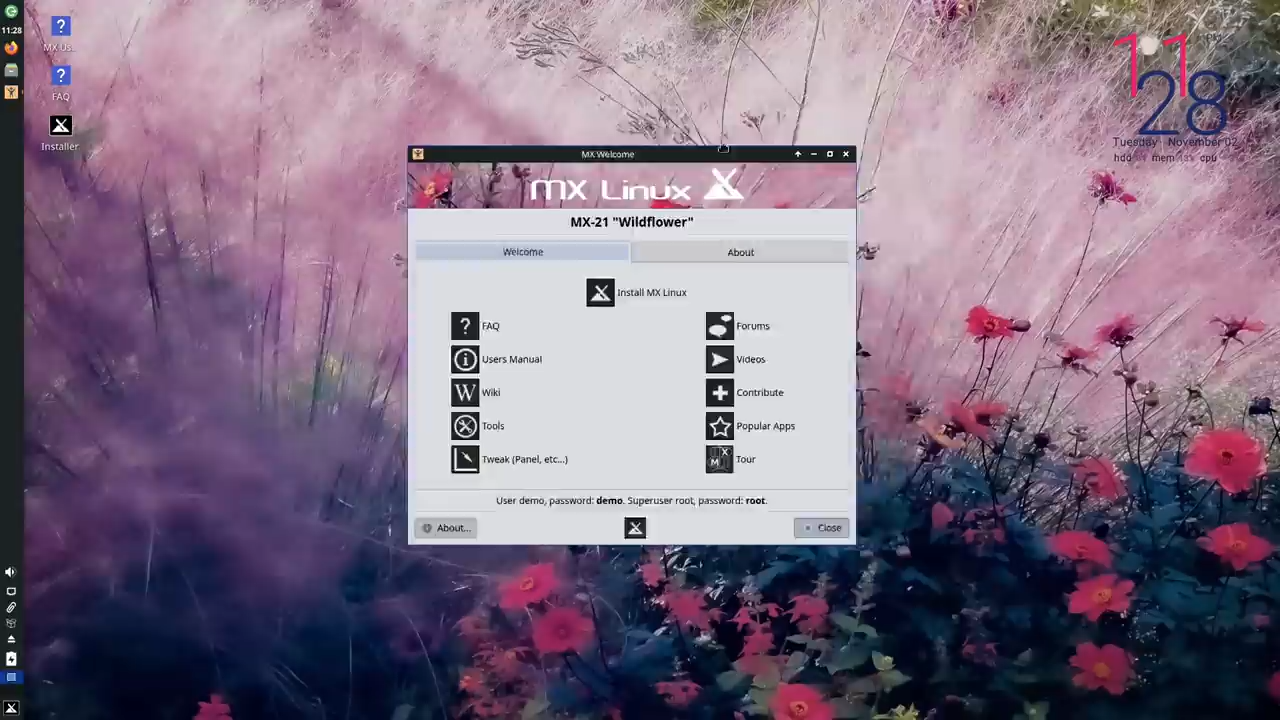 11:28
MX Us..
FAQ
Installer
11
28
Tuesday November 02
hdd mem cpu
MX Welcome
MX Linux
MX-21 "Wildflower"
Welcome
About
Install MX Linux
FAQ
Forums
Users Manual
Videos
Wiki
Contribute
Tools
Popular Apps
Tweak (Panel, etc...)
Tour
User demo, password: demo. Superuser root, password: root.
About...
Close